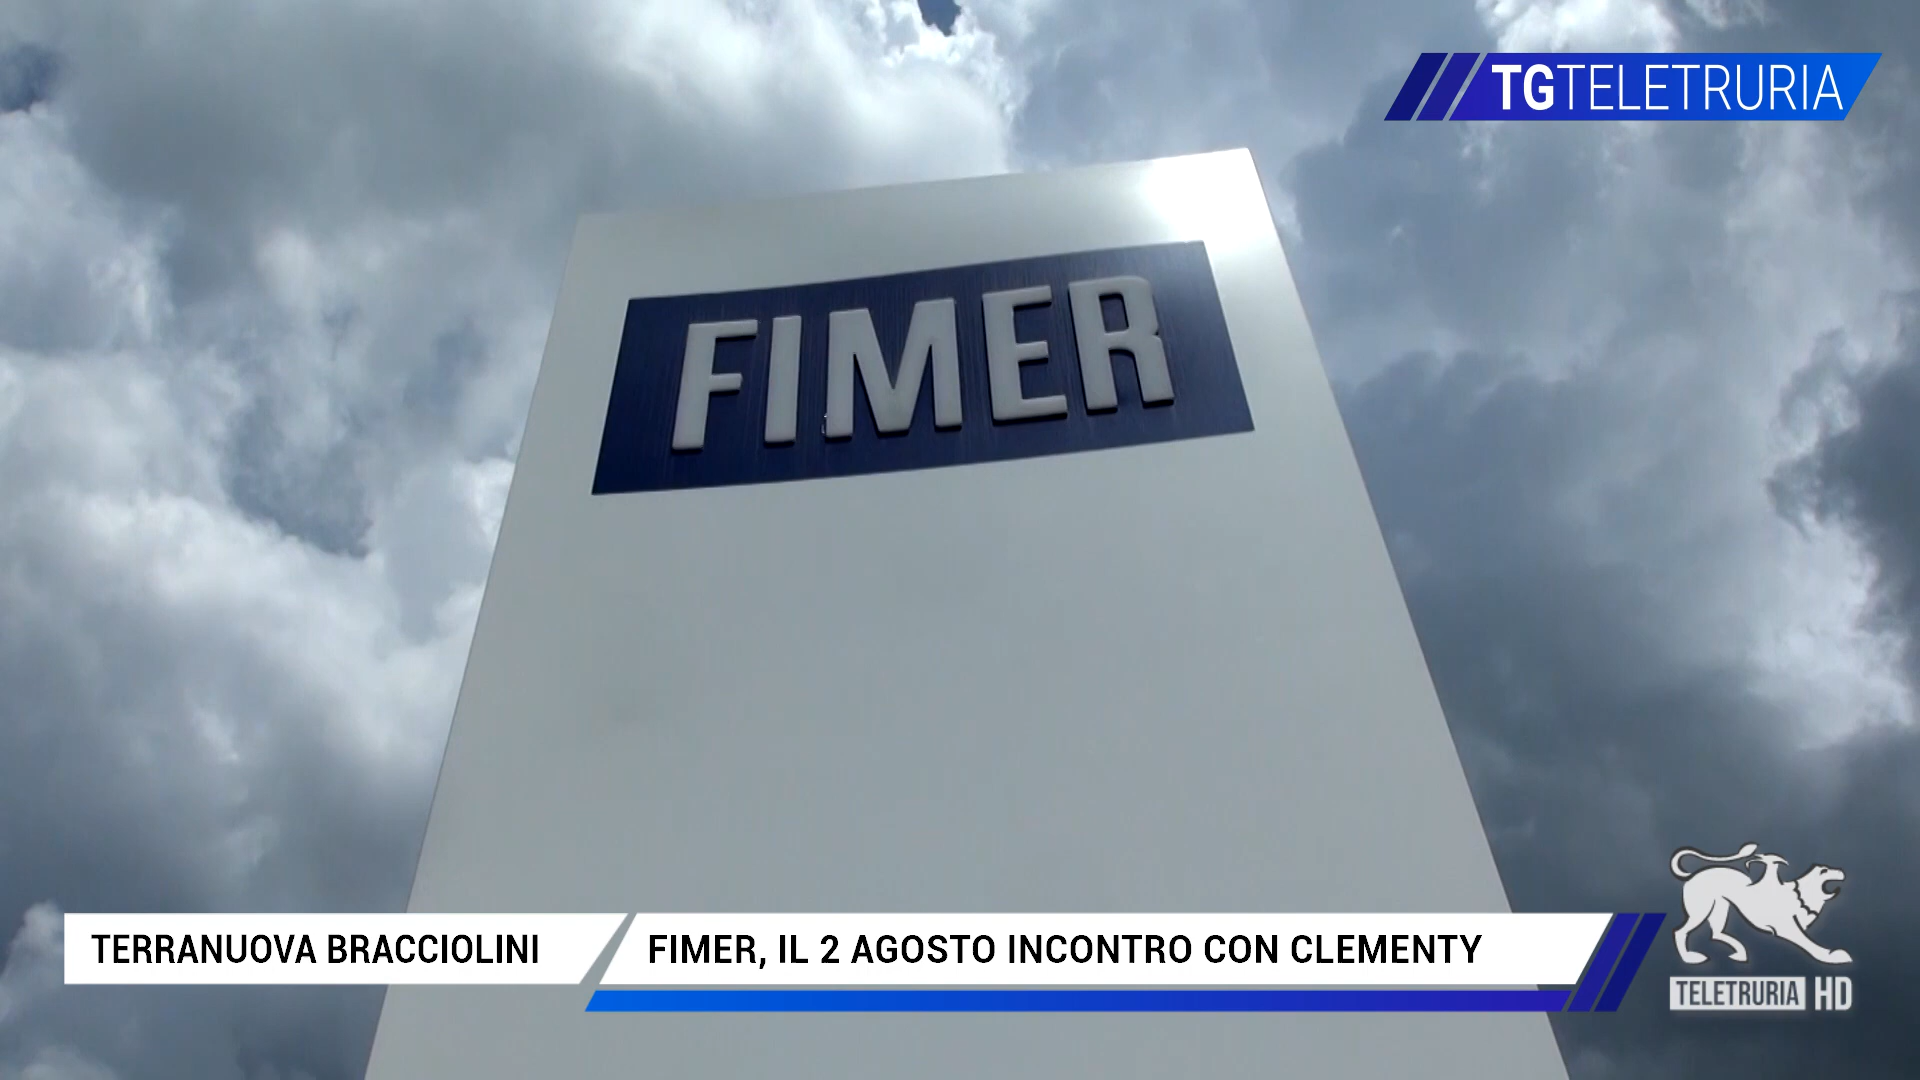 TGTELETRURIA
FIMER
TERRANUOVA BRACCIOLINI
FIMER, IL 2 AGOSTO INCONTRO CON CLEMENTY
TELETRURIA HD